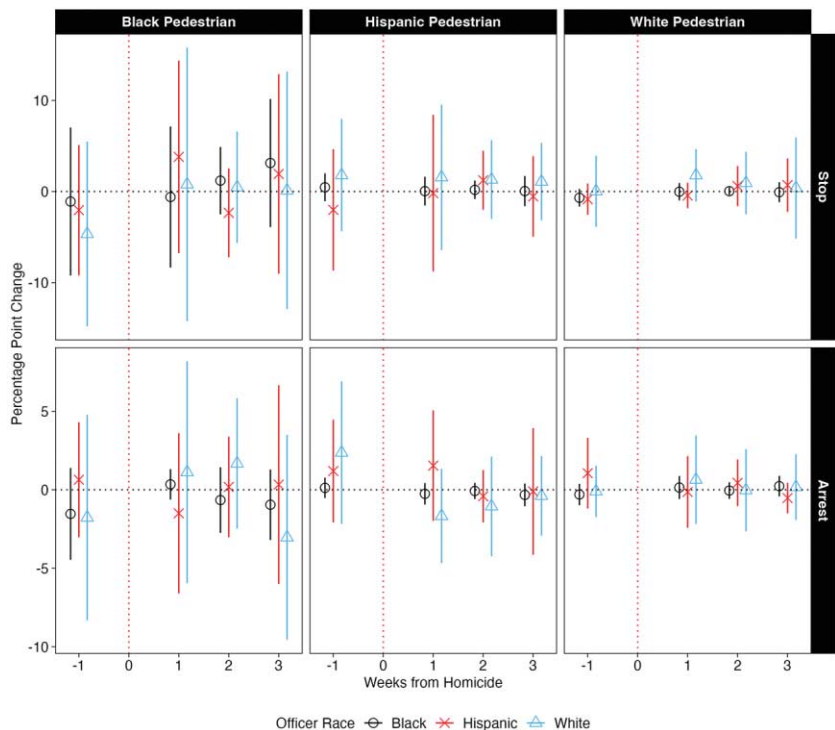 Black Pedestrian
Hispanic Pedestrian
White Pedestrian
Percentage Point Change
10
0
-10
Stop
5
0
-5
-10
Arrest
-1 0 1 2 3
-1 0 1 2 3
-1 0 1 2 3
Weeks from Homicide
Officer Race Black Hispanic White